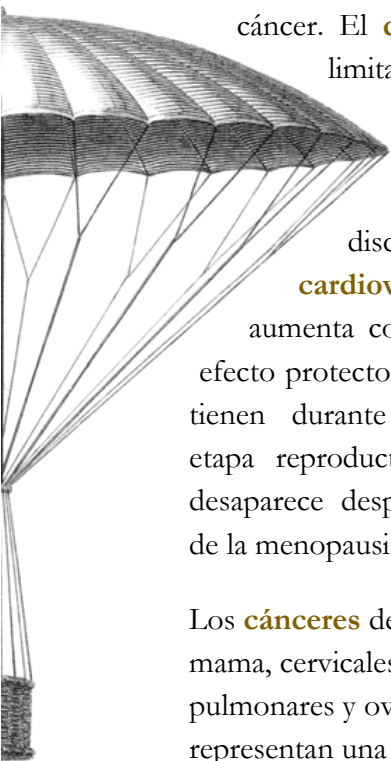 cáncer. El
limita
disc
cardiov
aumenta co
efecto protecto
tienen durante
etapa reproduct
desaparece desp
de la menopausi
Los cánceres de
mama, cervicales
pulmonares y ov
representan una